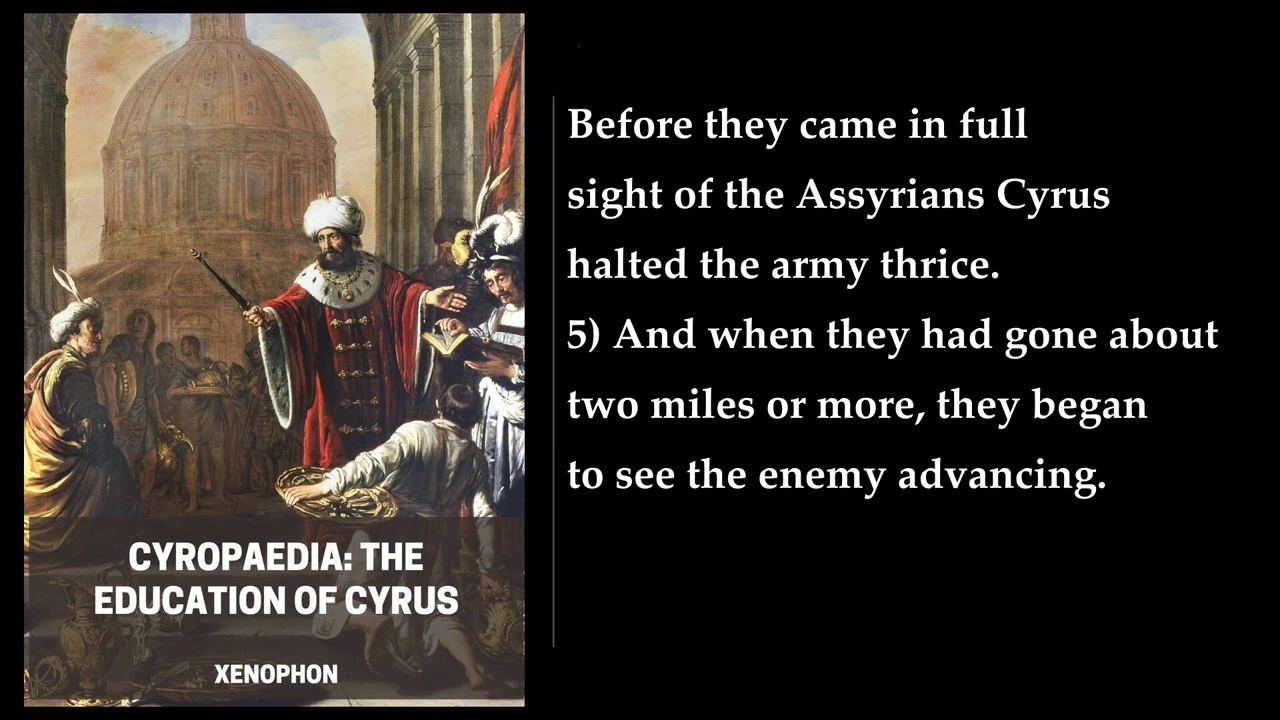 CYROPAEDIA: THE
EDUCATION OF CYRUS
XENOPHON
Before they came in full
sight of the Assyrians Cyrus
halted the army thrice.
5) And when they had gone about
two miles or more, they began
to see the enemy advancing.